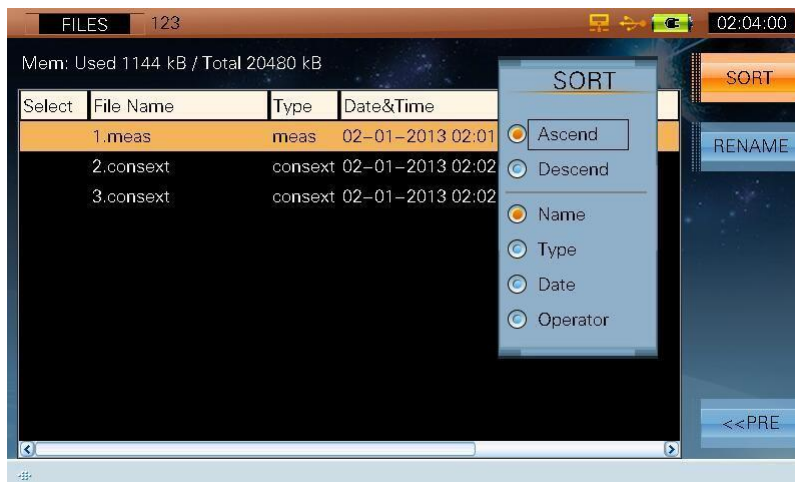 FILES 123 02:04:00
Mem: Used 1144 kB / Total 20480 kB
Select File Name Type Date&Time
1.meas meas 02-01-2013 02:01
2.consext consext 02-01-2013 02:02
3.consext consext 02-01-2013 02:02
SORT
Ascend
Descend
Name
Type
Date
Operator
SORT
RENAME
<<PRE